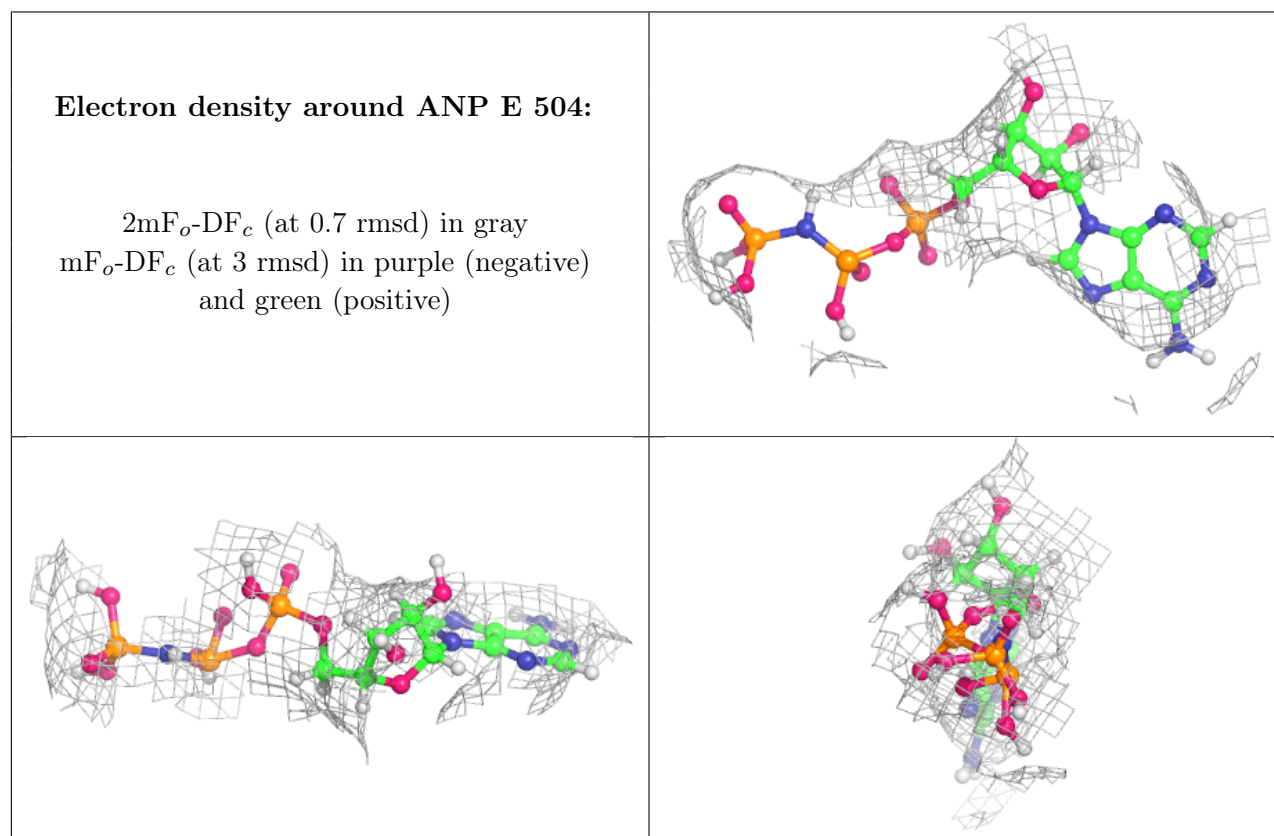 Electron density around ANP E 504:
2mFo-DFc (at 0.7 rmsd) in gray
mFo-DFc (at 3 rmsd) in purple (negative)
and green (positive)